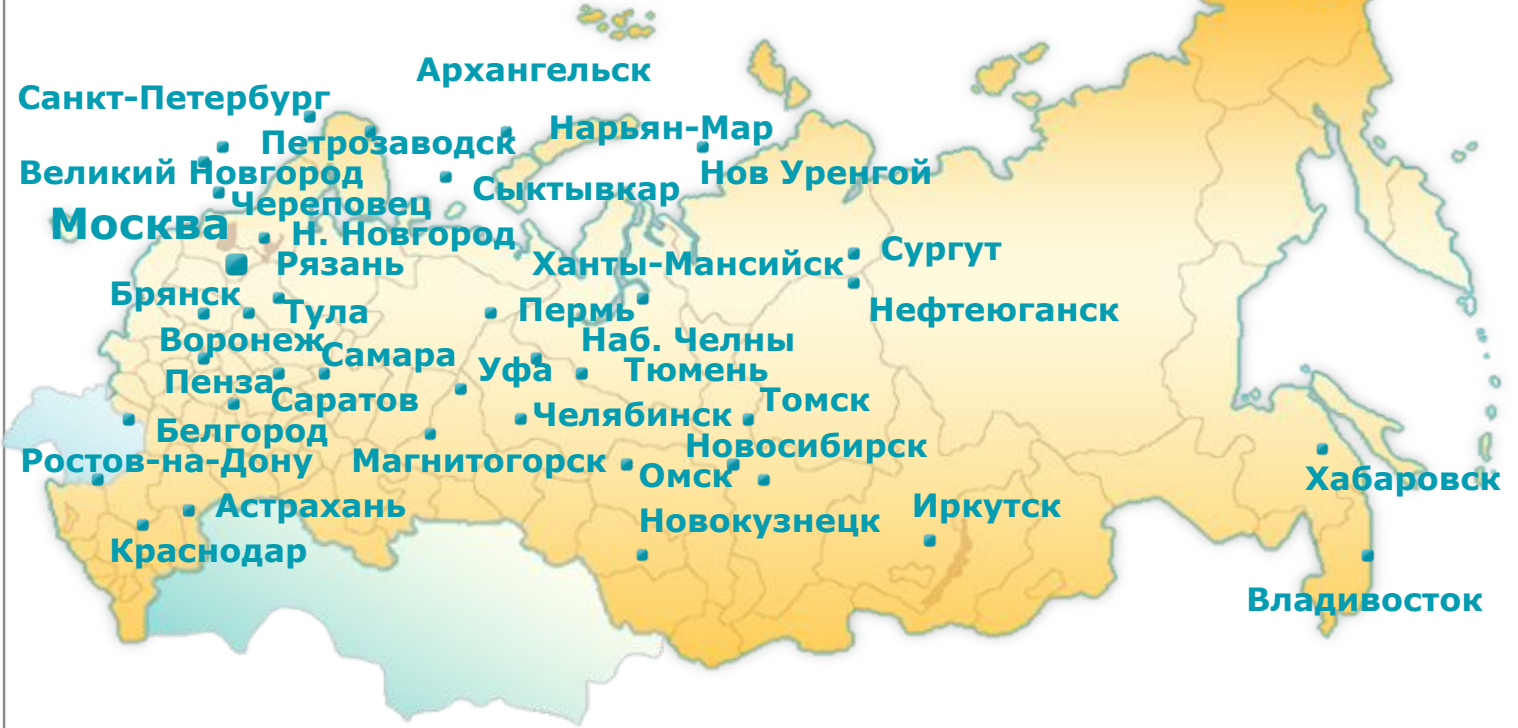 Архангельск
Санкт-Петербург
Нарьян-Мар
Петрозаводск
Великий Новгород
Нов Уренгой
Сыктывкар
Череповец
Москва
Н. Новгород
Сургут
Рязань
Ханты-Мансийск
Брянск
Тула
Пермь
Нефтеюганск
Воронеж
Наб. Челны
Самара
Уфа
Тюмень
Пенза
Саратов
Томск
Челябинск
Белгород
Новосибирск
Ростов-на-Дону
Магнитогорск
Омск
Хабаровск
Астрахань
Иркутск
Новокузнецк
Краснодар
Владивосток